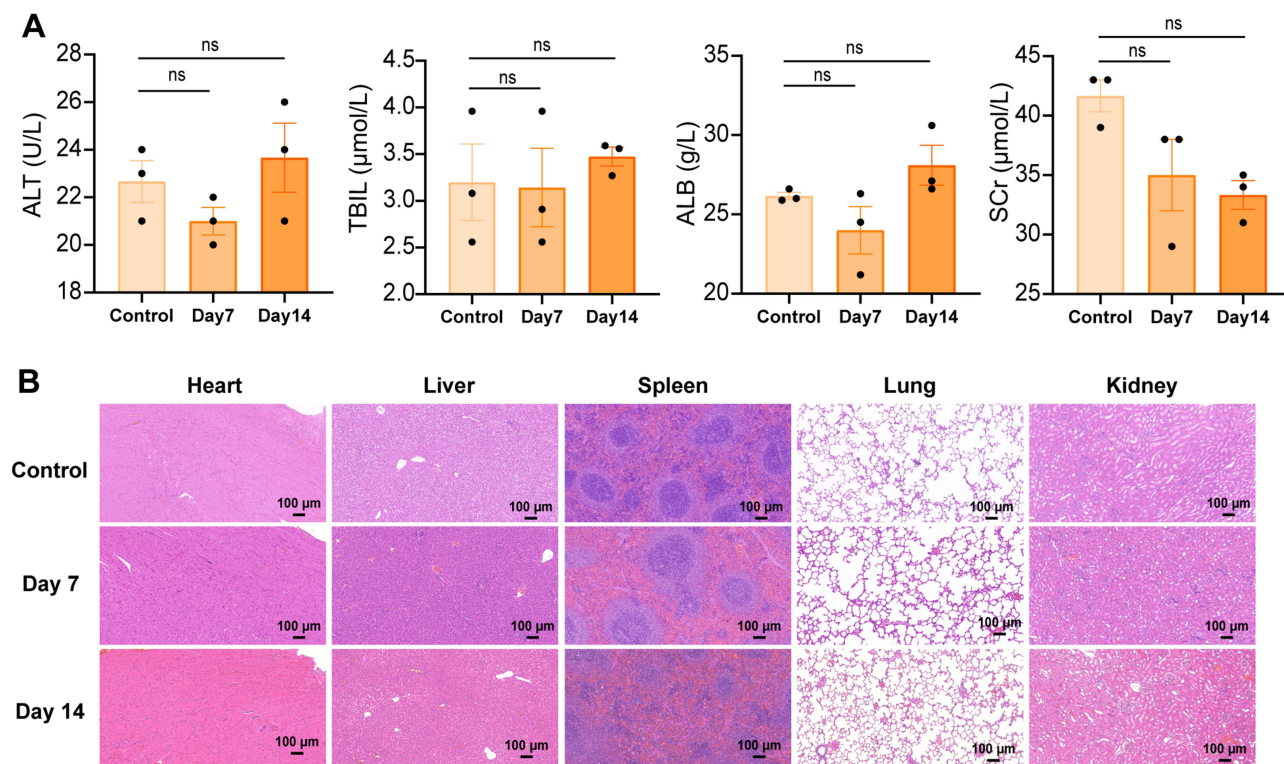 A
ALT (U/L)
28
26
24
22
20
18
ns
ns
Control
Day7
Day14
TBIL (μmol/L)
4.5
4.0
3.5
3.0
2.5
2.0
ns
ns
Control
Day7
Day14
ALB (g/L)
35
30
25
20
ns
ns
Control
Day7
Day14
SCr (μmol/L)
45
40
35
30
25
ns
ns
Control
Day7
Day14
B
Heart
Liver
Spleen
Lung
Kidney
Control
100 μm
100 μm
100 μm
100 μm
100 μm
Day 7
100 μm
100 μm
100 μm
100 μm
100 μm
Day 14
100 μm
100 μm
100 μm
100 μm
100 μm